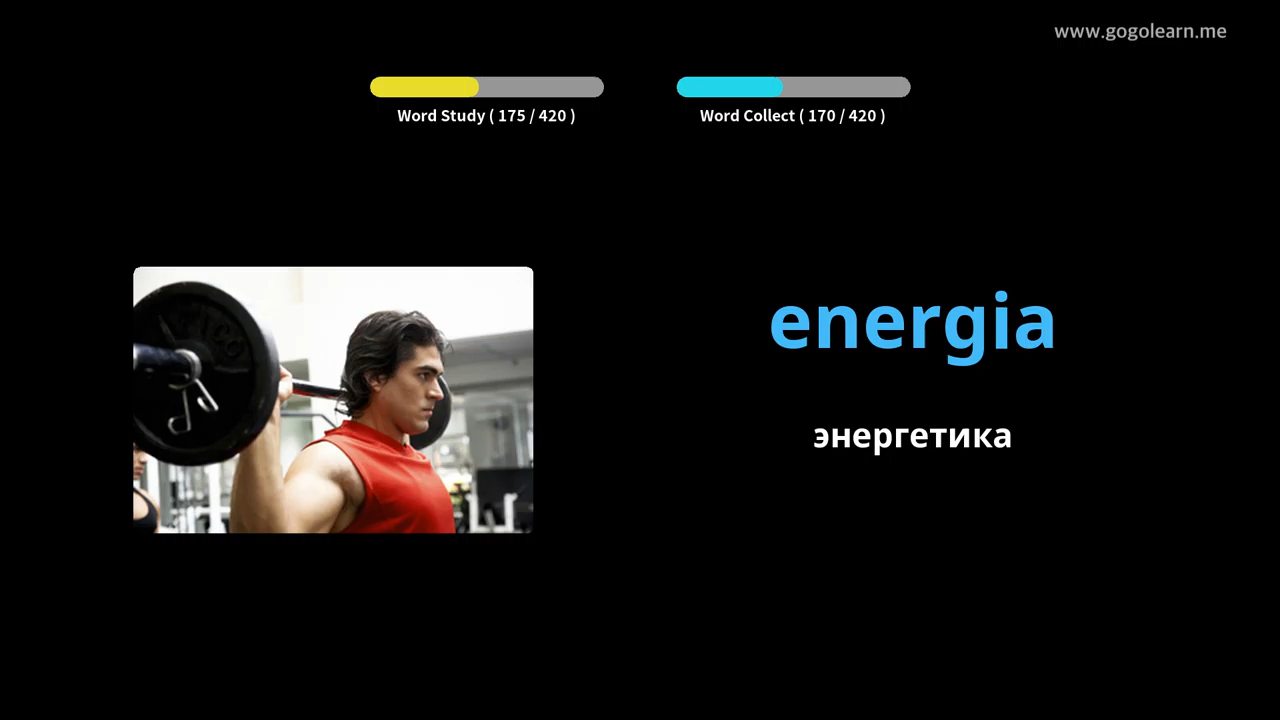 www.gogolearn.me
Word Study ( 175 / 420 )
Word Collect ( 170 / 420 )
energia
энергетика